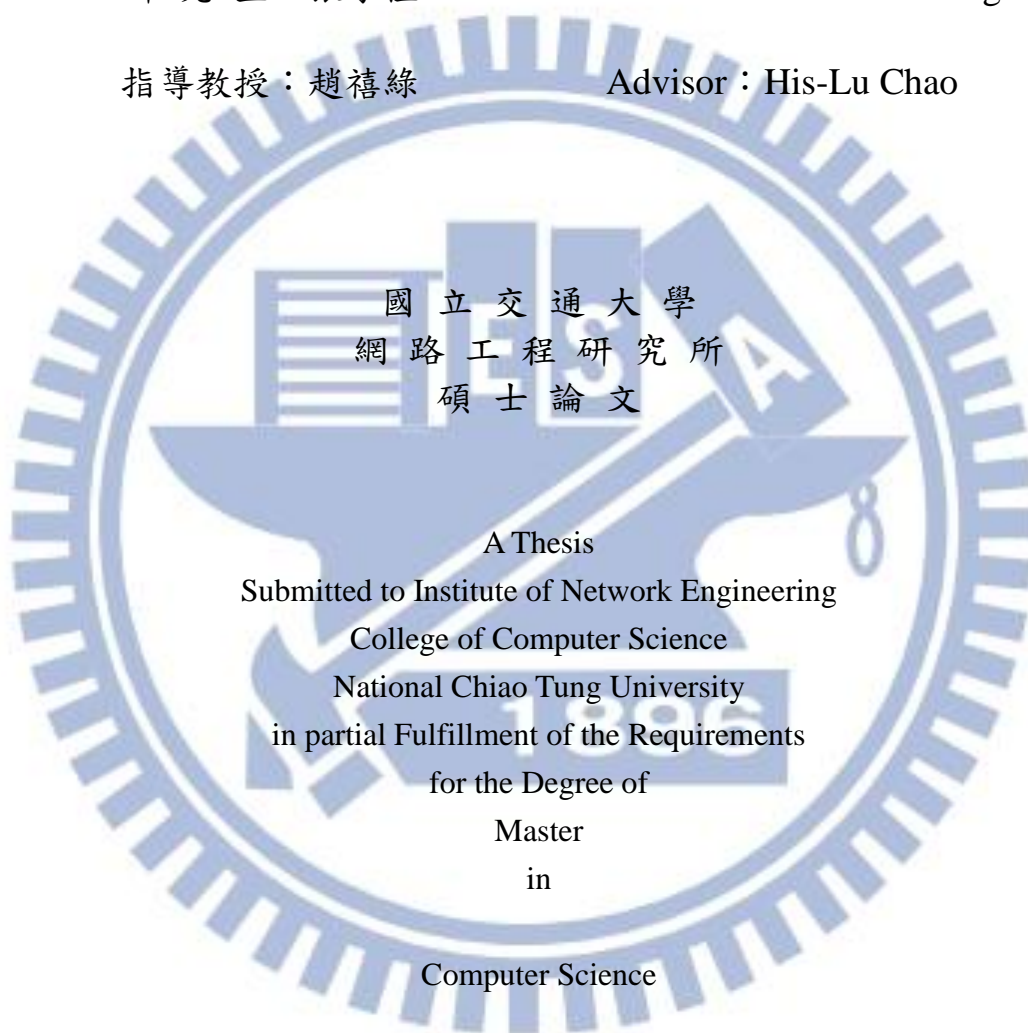 指導教授：趙禧綠 Advisor：His-Lu Chao
國 立 交 通 大 學
網 路 工 程 研 究 所
碩 士 論 文
A Thesis
Submitted to Institute of Network Engineering
College of Computer Science
National Chiao Tung University
in partial Fulfillment of the Requirements
for the Degree of
Master
in
Computer Science
ESA
1896